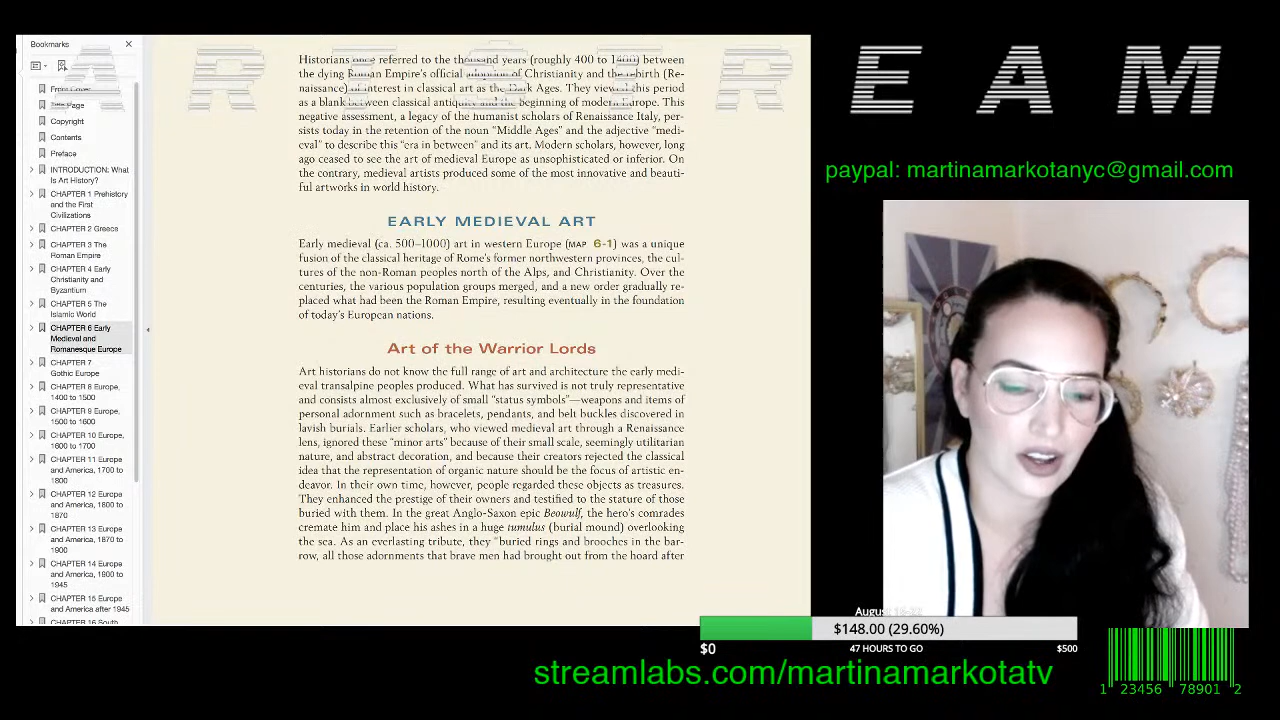 Bookmarks
ART STREAM
Front Cover
Title Page
Copyright
Contents
Preface
INTRODUCTION: What
Is Art History?
CHAPTER 1 Prehistory
and the First
Civilizations
CHAPTER 2 Greece
CHAPTER 3 The
Roman Empire
CHAPTER 4 Early
Christianity and
Byzantium
CHAPTER 5 The
Islamic World
CHAPTER 6 Early
Medieval and
Romanesque Europe
CHAPTER 7
Gothic Europe
CHAPTER 8 Europe,
1400 to 1500
CHAPTER 9 Europe,
1500 to 1600
CHAPTER 10 Europe,
1600 to 1700
CHAPTER 11 Europe
and America, 1700 to
1800
CHAPTER 12 Europe
and America, 1800 to
1870
CHAPTER 13 Europe
and America, 1870 to
1900
CHAPTER 14 Europe
and America, 1900 to
1945
CHAPTER 15 Europe
and America after 1945
CHAPTER 16 South
Historians once referred to the thousand years (roughly 400 to 1400) between
the dying Roman Empire's official adoption of Christianity and the rebirth (Re-
naissance) of interest in classical art as the Dark Ages. They viewed this period
as a blank between classical antiquity and the beginning of modern Europe. This
negative assessment, a legacy of the humanist scholars of Renaissance Italy, per-
sists today in the retention of the noun "Middle Ages" and the adjective "medi-
eval" to describe this "era in between" and its art. Modern scholars, however, long
ago ceased to see the art of medieval Europe as unsophisticated or inferior. On
the contrary, medieval artists produced some of the most innovative and beauti-
ful artworks in world history.
EARLY MEDIEVAL ART
Early medieval (ca. 500–1000) art in western Europe (MAP 6-1) was a unique
fusion of the classical heritage of Rome's former northwestern provinces, the cul-
tures of the non-Roman peoples north of the Alps, and Christianity. Over the
centuries, the various population groups merged, and a new order gradually re-
placed what had been the Roman Empire, resulting eventually in the foundation
of today's European nations.
Art of the Warrior Lords
Art historians do not know the full range of art and architecture the early medi-
eval transalpine peoples produced. What has survived is not truly representative
and consists almost exclusively of small "status symbols"—weapons and items of
personal adornment such as bracelets, pendants, and belt buckles discovered in
lavish burials. Earlier scholars, who viewed medieval art through a Renaissance
lens, ignored these "minor arts" because of their small scale, seemingly utilitarian
nature, and abstract decoration, and because their creators rejected the classical
idea that the representation of organic nature should be the focus of artistic en-
deavor. In their own time, however, people regarded these objects as treasures.
They enhanced the prestige of their owners and testified to the stature of those
buried with them. In the great Anglo-Saxon epic Beowulf, the hero's comrades
cremate him and place his ashes in a huge tumulus (burial mound) overlooking
the sea. As an everlasting tribute, they "buried rings and brooches in the bar-
row, all those adornments that brave men had brought out from the hoard after
paypal: martinamarkotanyc@gmail.com
August
$148.00 (29.60%)
$0
47 HOURS TO GO
$500
streamlabs.com/martinamarkotatv
1 23456 78901 2